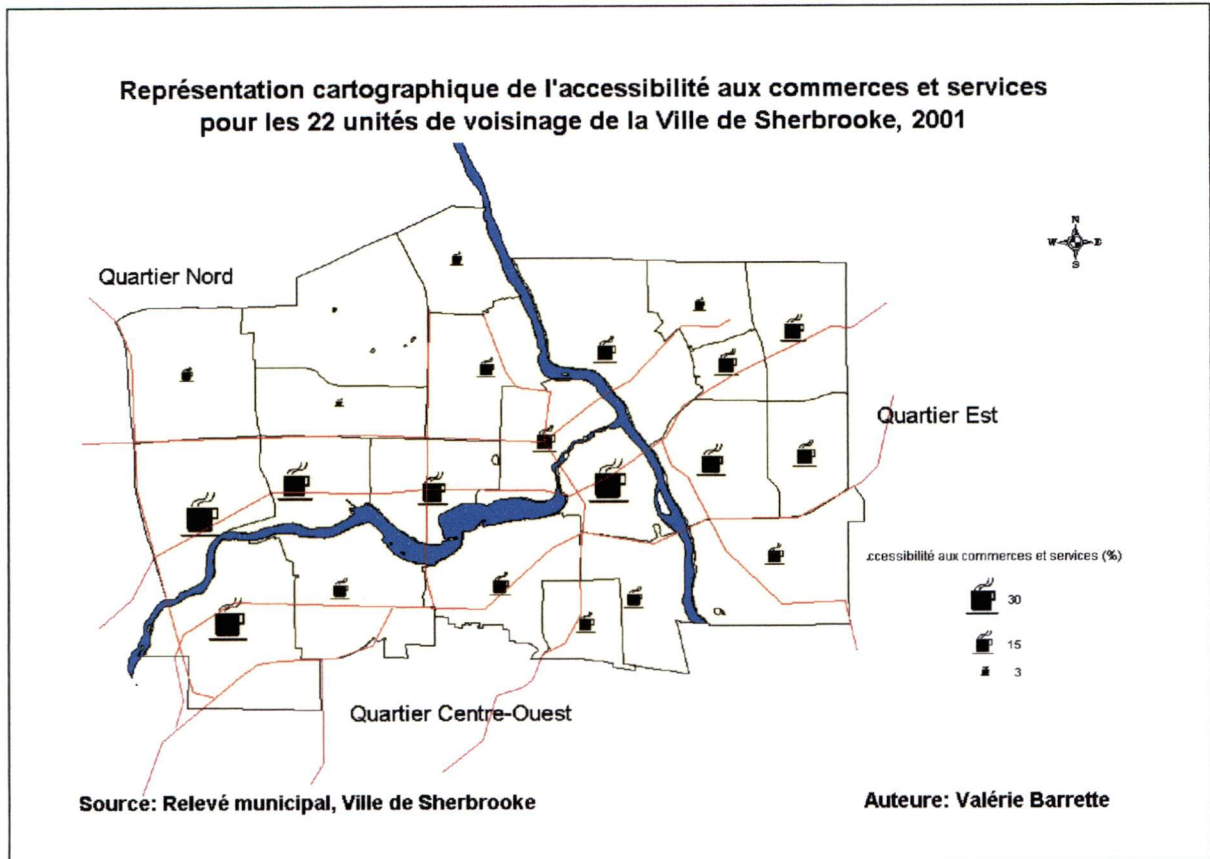 Représentation cartographique de l'accessibilité aux commerces et services
pour les 22 unités de voisinage de la Ville de Sherbrooke, 2001
N
W E
S
Quartier Nord
Quartier Est
.ccessibilité aux commerces et services (%)
30
15
3
Quartier Centre-Ouest
Source: Relevé municipal, Ville de Sherbrooke
Auteure: Valérie Barrette